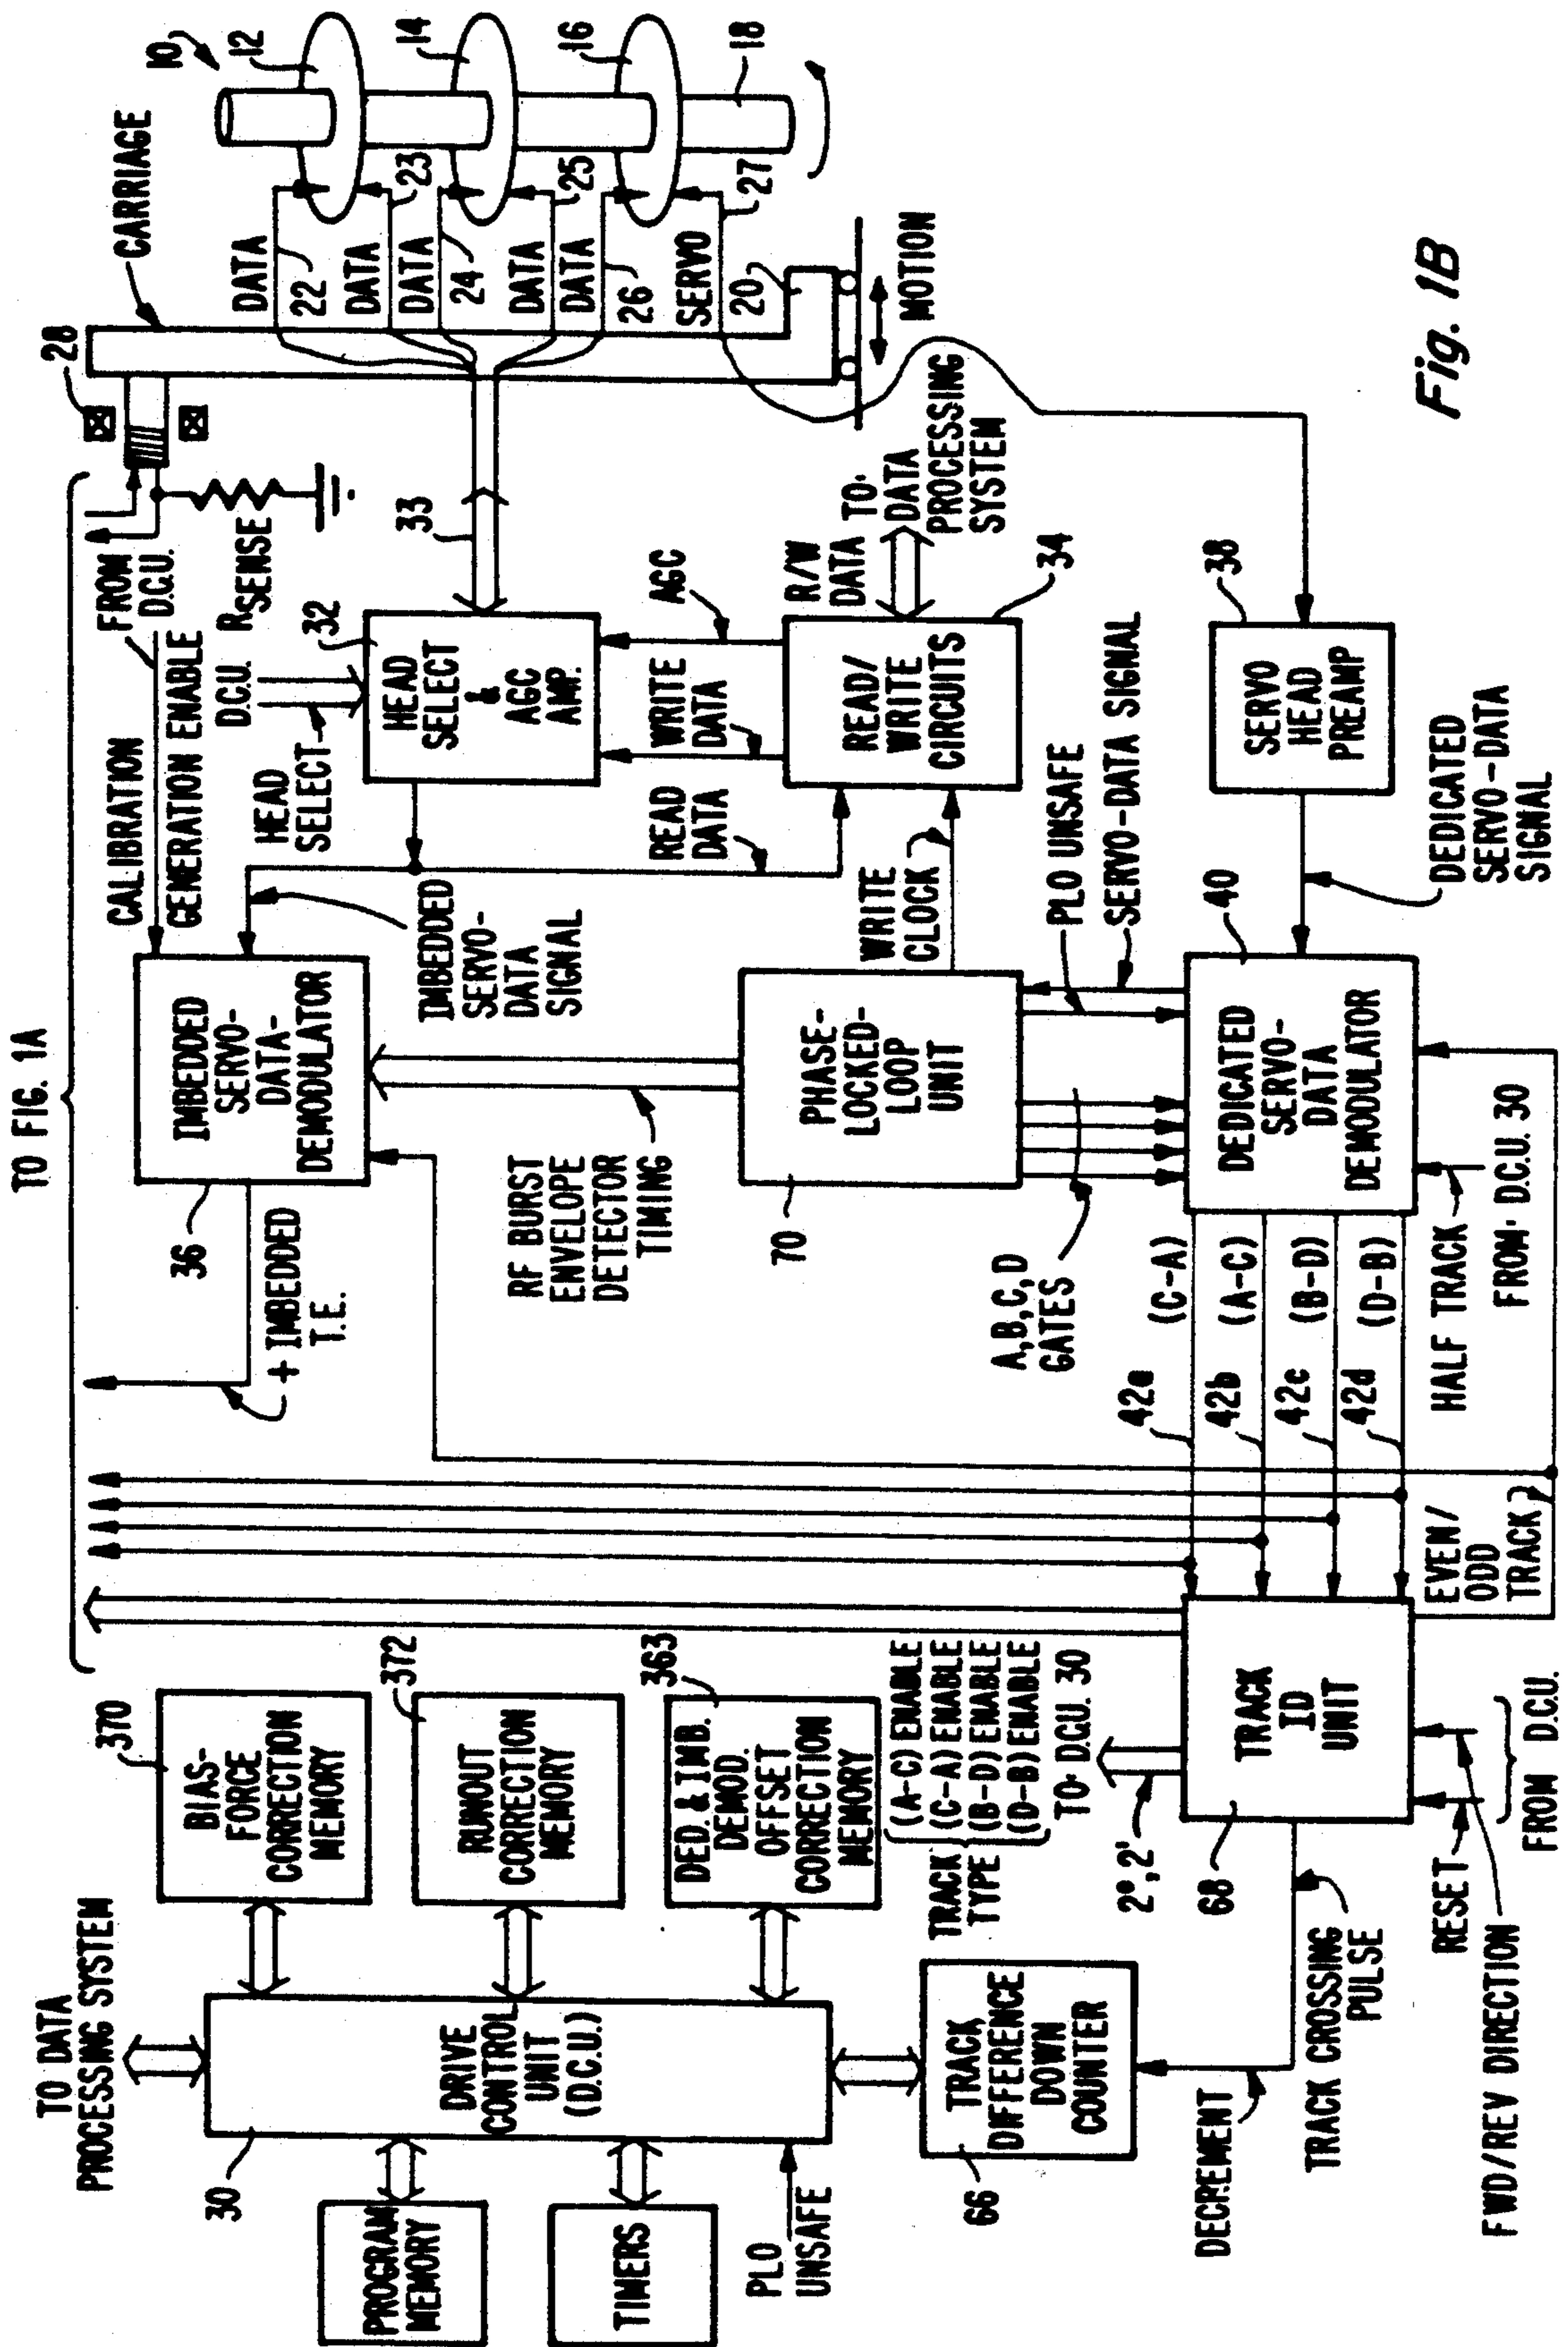 TO FIG. 1A
TO DATA
PROCESSING SYSTEM
30
DRIVE
CONTROL
UNIT
(D.C.U.)
PROGRAM
MEMORY
TIMERS
PLO
UNSAFE
370
BIAS-
FORCE
CORRECTION
MEMORY
372
RUNOUT
CORRECTION
MEMORY
363
DED. & IMB.
DEMOD.
OFFSET
CORRECTION
MEMORY
TRACK
TYPE
(A-C) ENABLE
(C-A) ENABLE
(B-D) ENABLE
(D-B) ENABLE
2°, 2'
TO D.C.U. 30
66
TRACK
DIFFERENCE
DOWN
COUNTER
DECREMENT
TRACK CROSSING
PULSE
68
TRACK
ID
UNIT
RESET
FWD/REV DIRECTION
FROM D.C.U.
EVEN/
ODD
TRACK
42a
(C-A)
42b
(A-C)
42c
(B-D)
42d
(D-B)
HALF TRACK
FROM D.C.U. 30
+ IMBEDDED
T.E.
36
IMBEDDED
SERVO-
DATA-
DEMODULATOR
CALIBRATION
GENERATION ENABLE
FROM
D.C.U.
RSENSE
28
CARRIAGE
10
12
14
16
18
DATA
22
DATA
23
DATA
24
DATA
25
DATA
26
SERVO
27
20
MOTION
33
D.C.U.
HEAD
SELECT
32
HEAD
SELECT
&
AGC
AMP.
IMBEDDED
SERVO-
DATA
SIGNAL
READ
DATA
WRITE
DATA
AGC
R/W
DATA
TO
DATA
PROCESSING
SYSTEM
READ/
WRITE
CIRCUITS
34
WRITE
CLOCK
RF BURST
ENVELOPE
DETECTOR
TIMING
70
PHASE-
LOCKED-
LOOP
UNIT
A,B,C,D
GATES
PLO UNSAFE
SERVO-DATA SIGNAL
40
DEDICATED
SERVO-
DATA
DEMODULATOR
DEDICATED
SERVO-DATA
SIGNAL
38
SERVO
HEAD
PREAMP
Fig. 1B